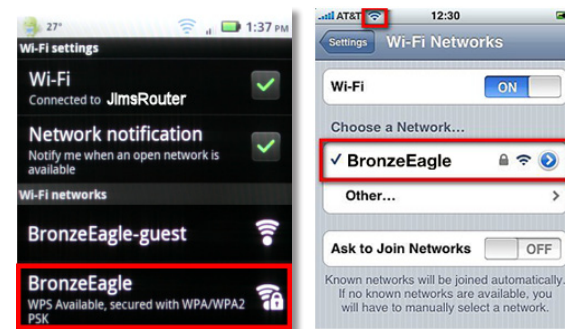 27°
1:37 PM
Wi-Fi settings
Wi-Fi
Connected to JimsRouter
Network notification
Notify me when an open network is
available
Wi-Fi networks
BronzeEagle-guest
BronzeEagle
WPS Available, secured with WPA/WPA2
PSK
AT&T
12:30
Settings
Wi-Fi Networks
Wi-Fi
ON
Choose a Network...
BronzeEagle
Other...
Ask to Join Networks
OFF
Known networks will be joined automatically.
If no known networks are available, you
will have to manually select a network.